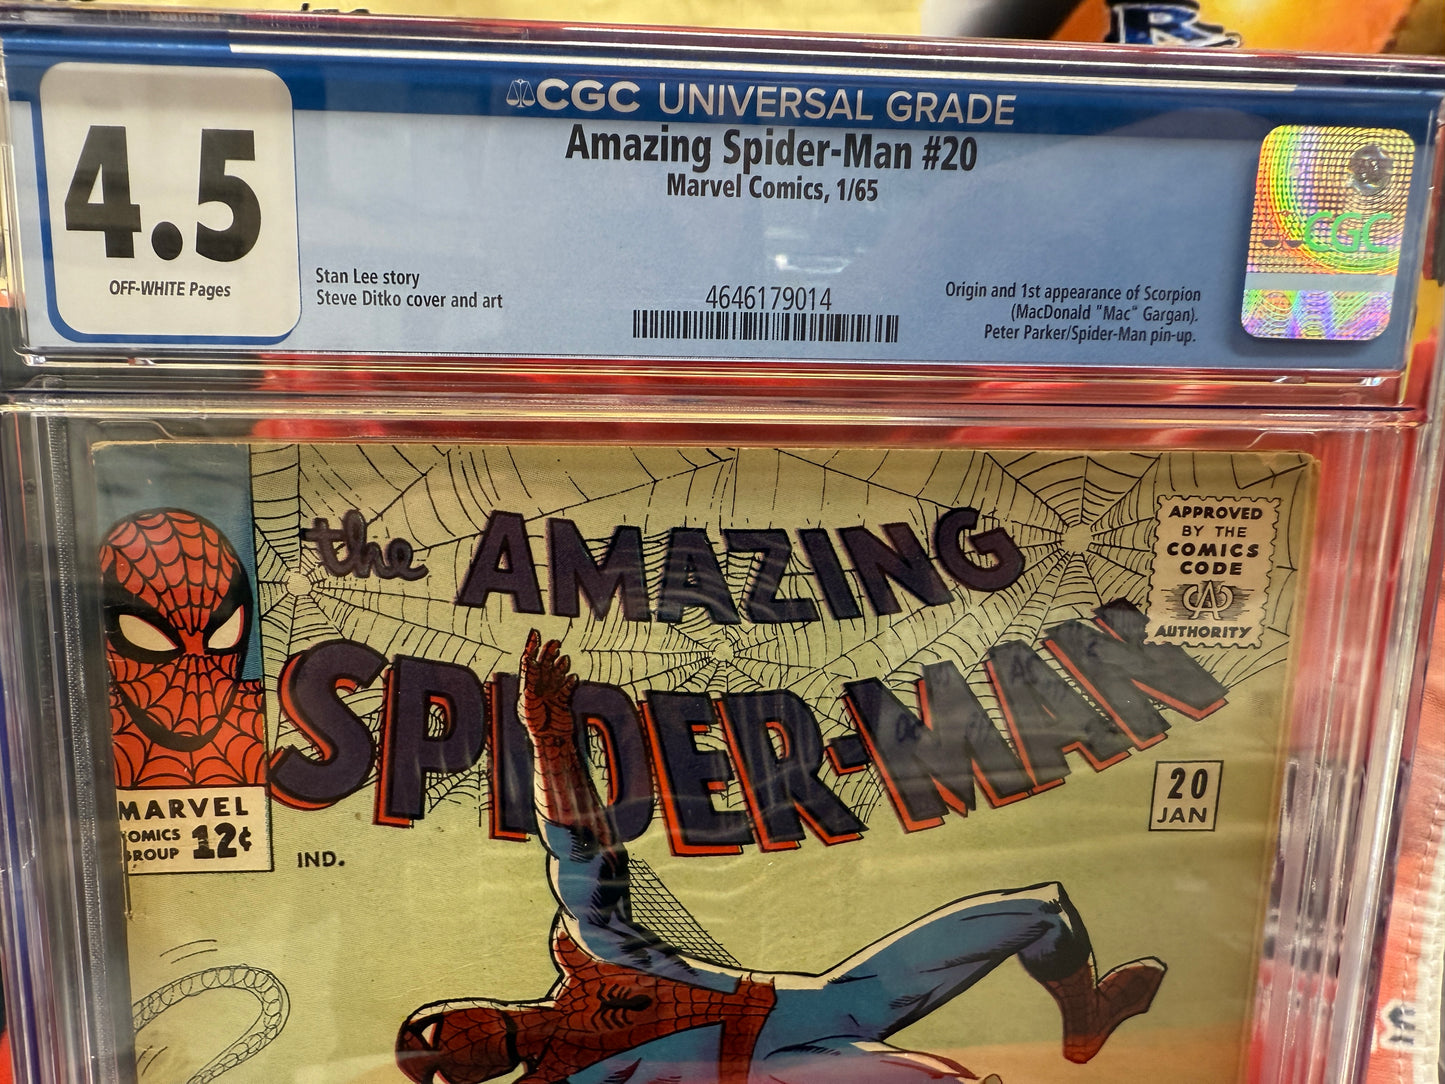 R
CGC UNIVERSAL GRADE
Amazing Spider-Man #20
Marvel Comics, 1/65
4.5
OFF-WHITE Pages
Stan Lee story
Steve Ditko cover and art
4646179014
Origin and 1st appearance of Scorpion
(MacDonald "Mac" Gargan).
Peter Parker/Spider-Man pin-up.
CGC
the AMAZING
SPIDER-MAN
APPROVED
BY THE
COMICS
CODE
CA
AUTHORITY
MARVEL
COMICS
GROUP
12¢
IND.
20
JAN